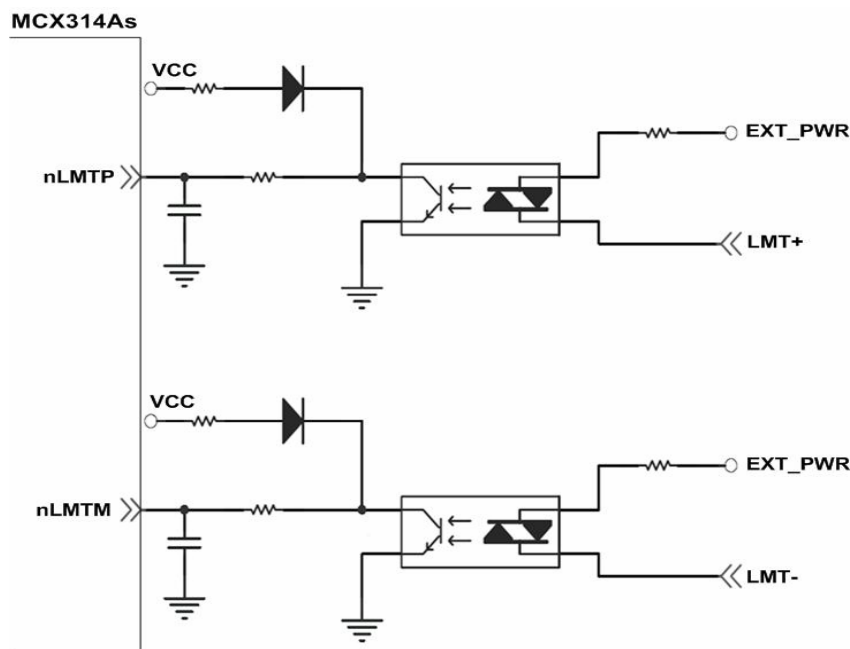 MCX314As
VCC
EXT_PWR
nLMTP
LMT+
VCC
EXT_PWR
nLMTM
LMT-